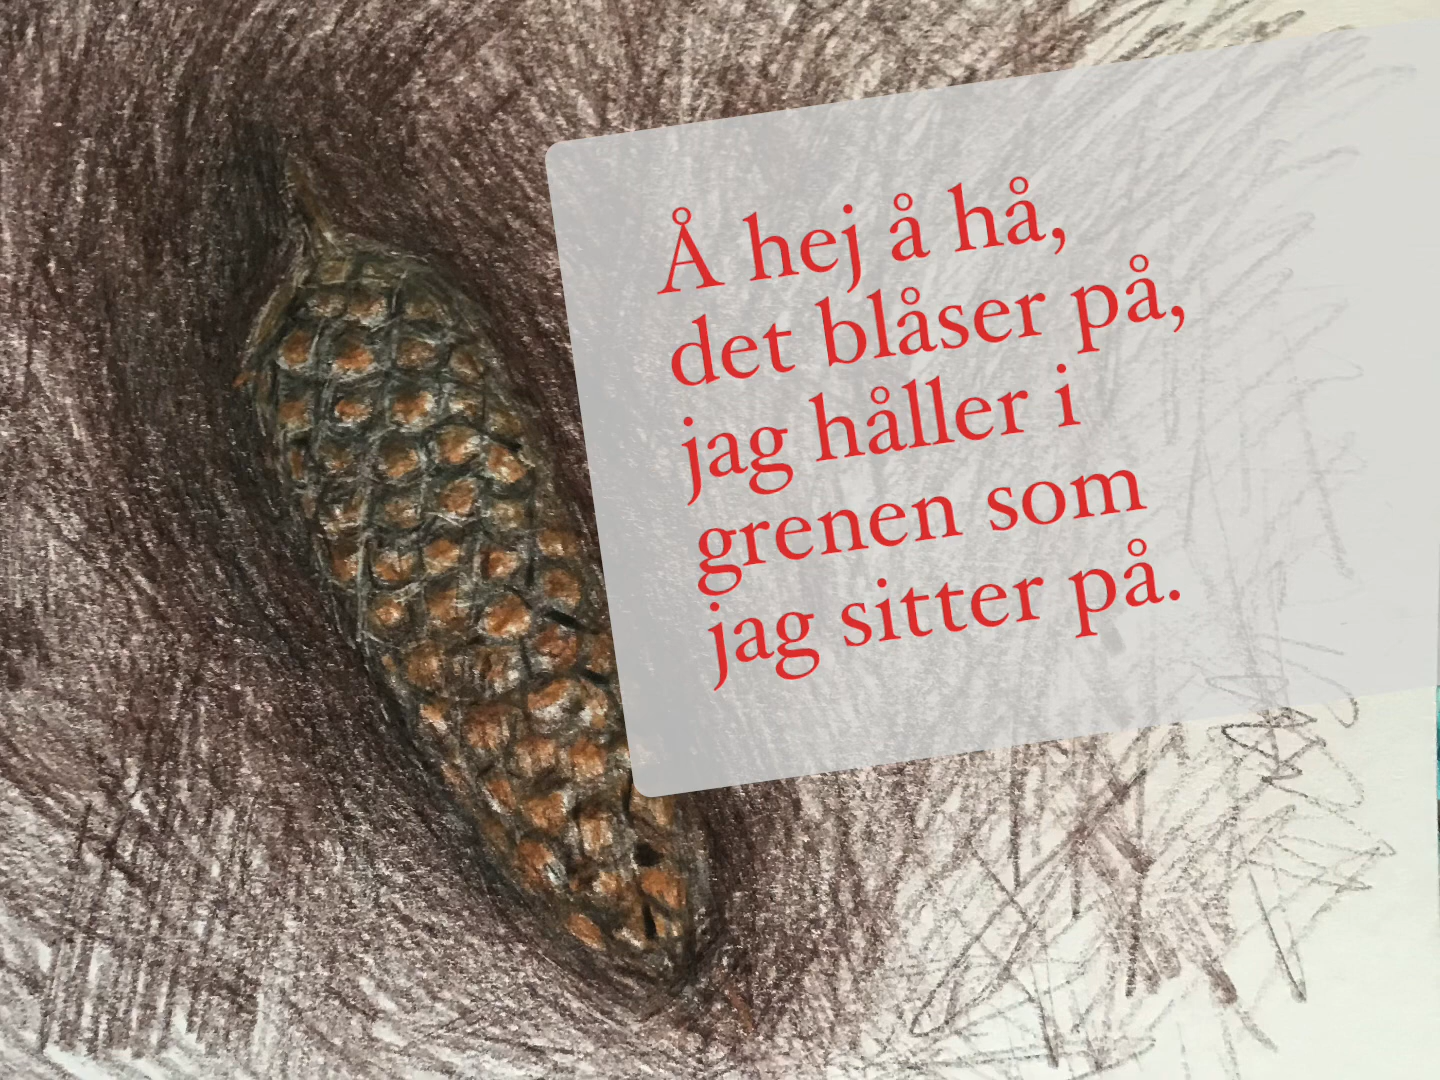 Å hej å hå,
det blåser på,
jag håller i
grenen som
jag sitter på.